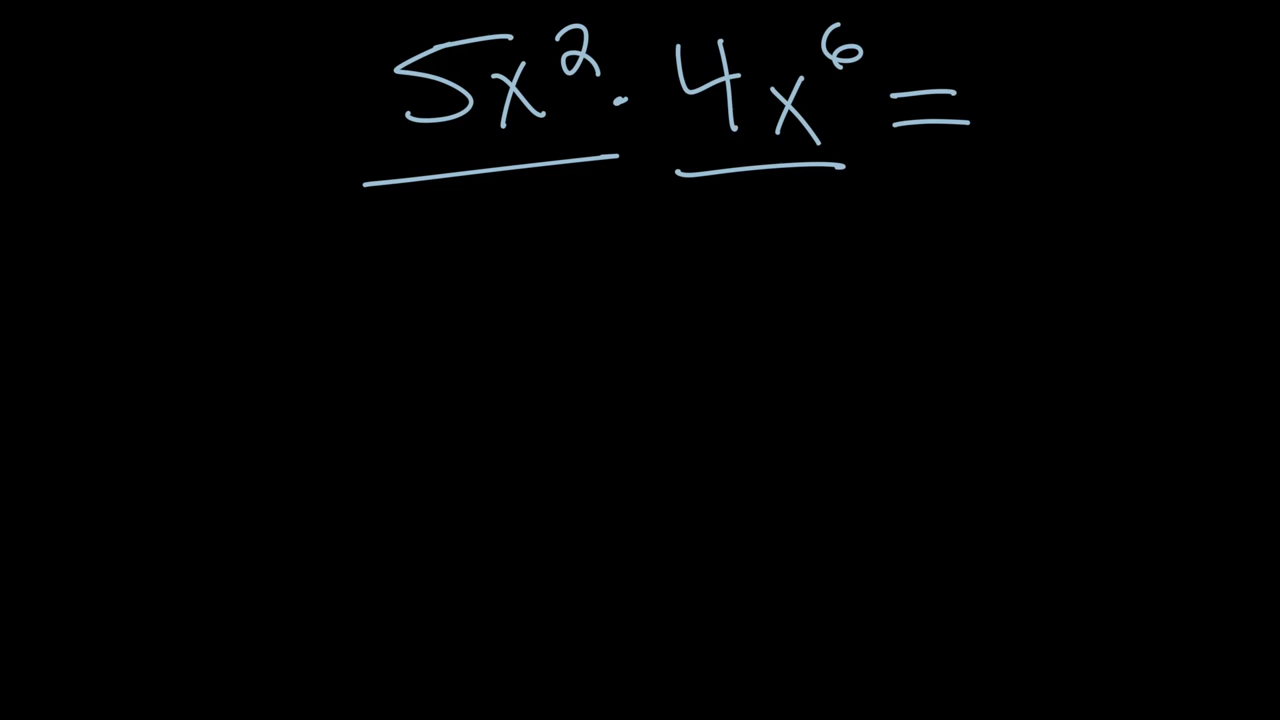 5x² · 4x⁶ =